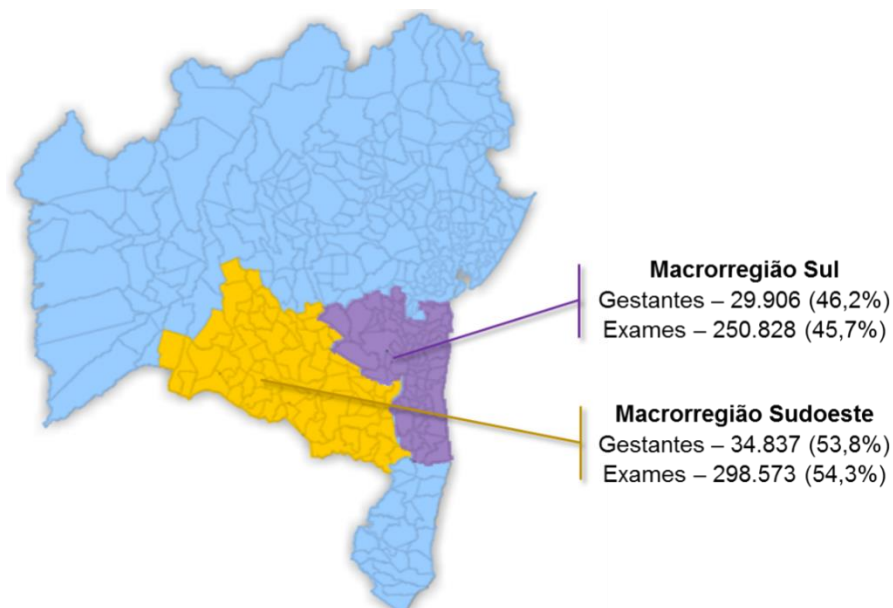 Macrorregião Sul
Gestantes – 29.906 (46,2%)
Exames – 250.828 (45,7%)
Macrorregião Sudoeste
Gestantes – 34.837 (53,8%)
Exames – 298.573 (54,3%)